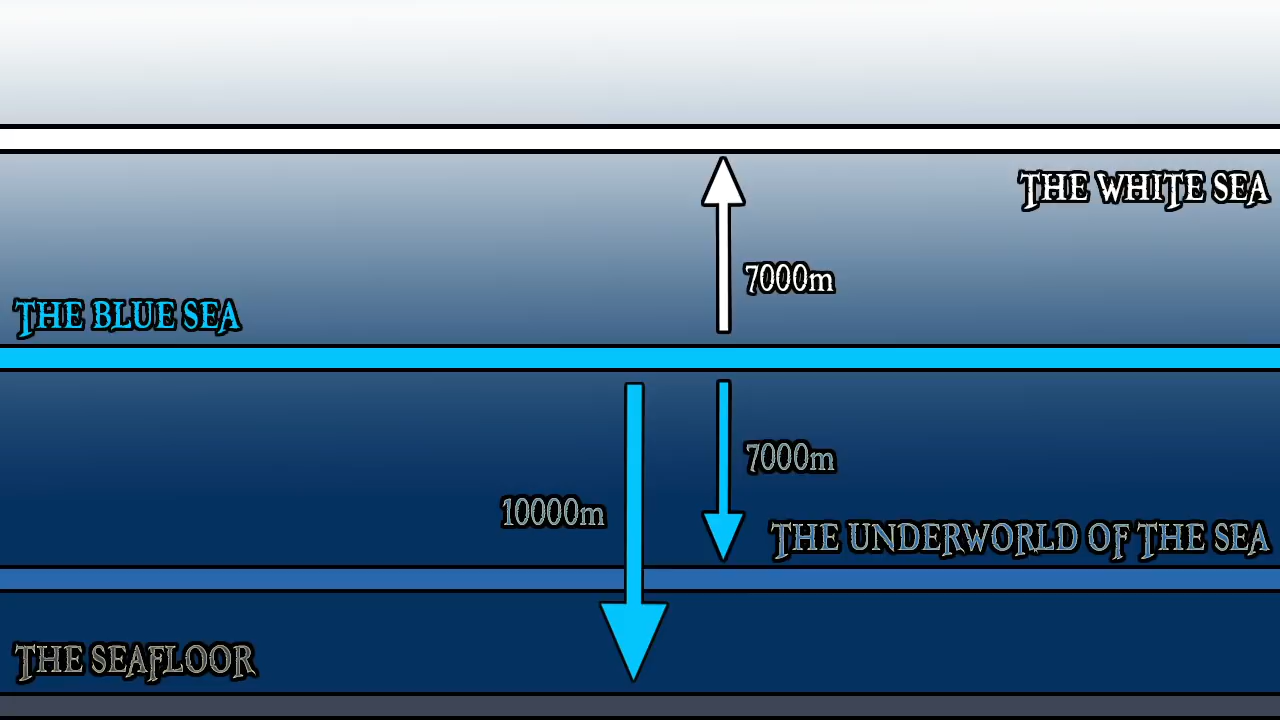 THE WHITE SEA
7000m
THE BLUE SEA
7000m
10000m
THE UNDERWORLD OF THE SEA
THE SEAFLOOR